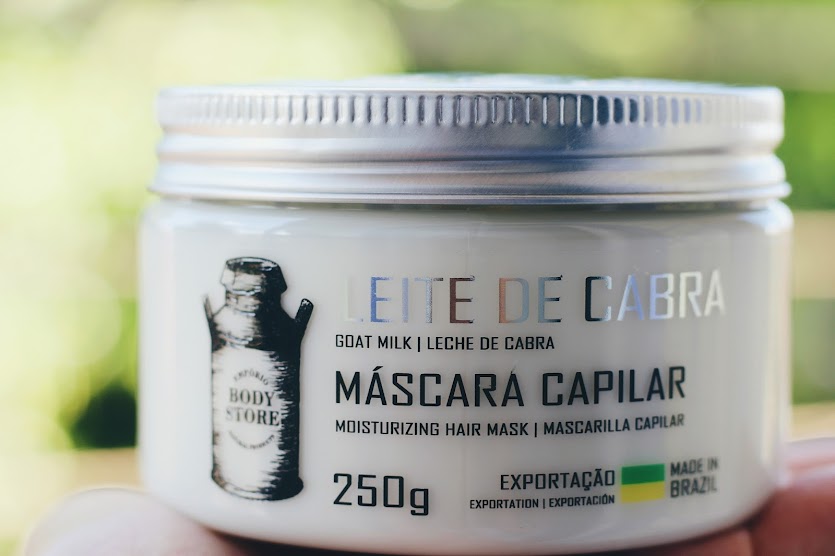 LEITE DE CABRA
GOAT MILK | LECHE DE CABRA
MÁSCARA CAPILAR
MOISTURIZING HAIR MASK | MASCARILLA CAPILAR
EMPÓRIO
BODY
STORE
250g
EXPORTAÇÃO
EXPORTATION | EXPORTACIÓN
MADE IN
BRAZIL